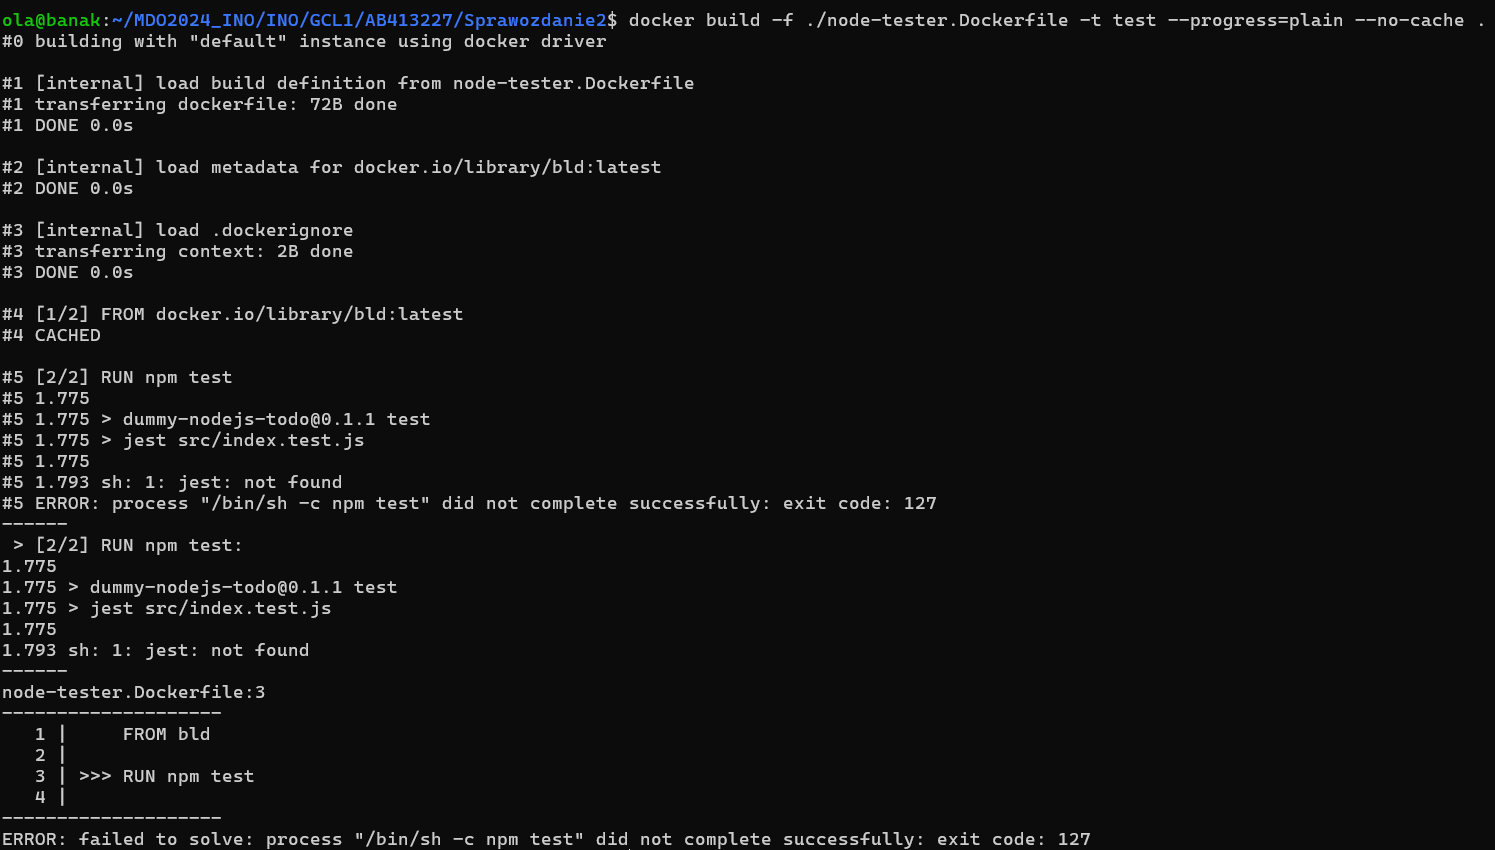 ola@banak:~/MDO2024_INO/INO/GCL1/AB413227/Sprawozdanie2$ docker build -f ./node-tester.Dockerfile -t test --progress=plain --no-cache .
#0 building with "default" instance using docker driver
#1 [internal] load build definition from node-tester.Dockerfile
#1 transferring dockerfile: 72B done
#1 DONE 0.0s
#2 [internal] load metadata for docker.io/library/bld:latest
#2 DONE 0.0s
#3 [internal] load .dockerignore
#3 transferring context: 2B done
#3 DONE 0.0s
#4 [1/2] FROM docker.io/library/bld:latest
#4 CACHED
#5 [2/2] RUN npm test
#5 1.775
#5 1.775 > dummy-nodejs-todo@0.1.1 test
#5 1.775 > jest src/index.test.js
#5 1.775
#5 1.793 sh: 1: jest: not found
#5 ERROR: process "/bin/sh -c npm test" did not complete successfully: exit code: 127
------
> [2/2] RUN npm test:
1.775
1.775 > dummy-nodejs-todo@0.1.1 test
1.775 > jest src/index.test.js
1.775
1.793 sh: 1: jest: not found
------
node-tester.Dockerfile:3
--------------------
1 |     FROM bld
2 |
3 | >>> RUN npm test
4 |
--------------------
ERROR: failed to solve: process "/bin/sh -c npm test" did not complete successfully: exit code: 127